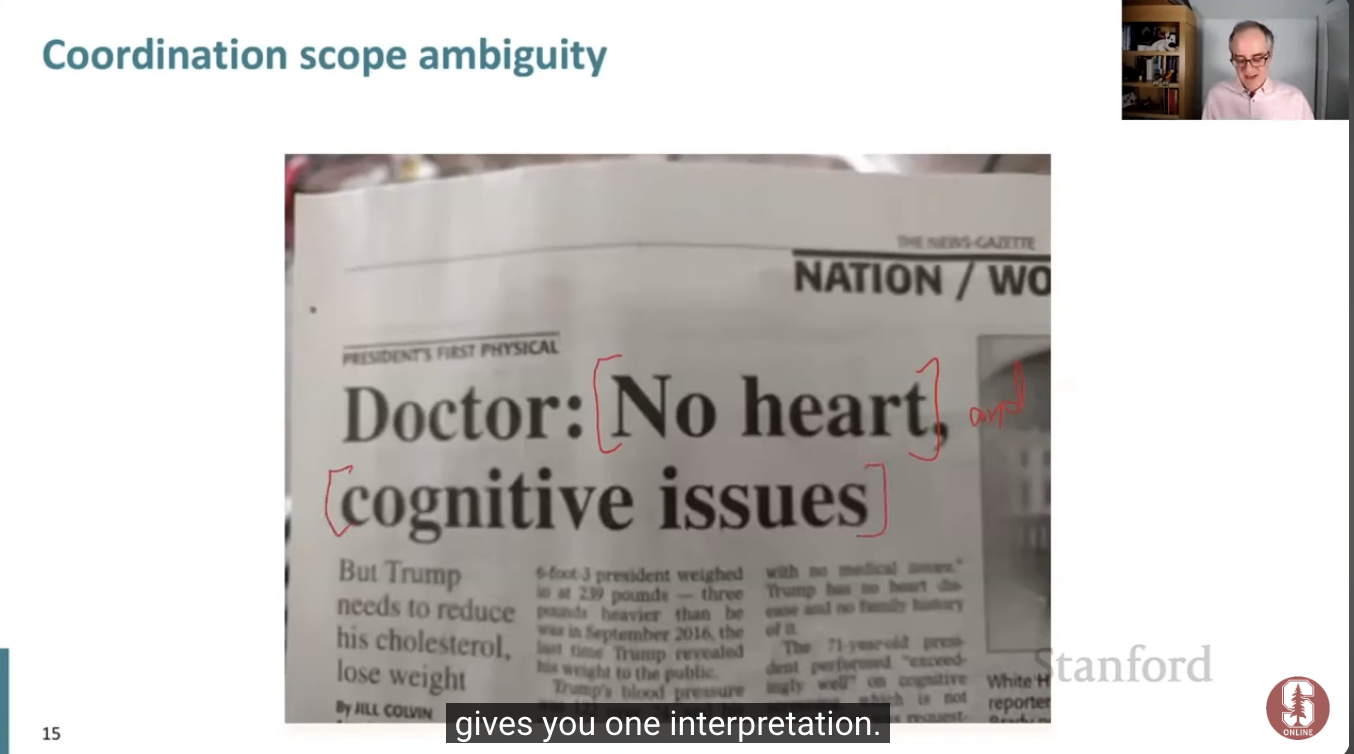 Coordination scope ambiguity
THE NEWS-GAZETTE
NATION / WO
PRESIDENT'S FIRST PHYSICAL
Doctor: No heart, and
cognitive issues
But Trump
needs to reduce
his cholesterol,
lose weight
By JILL COLVIN
6-foot-3 president weighed
in at 239 pounds — three
pounds heavier than he
was in September 2016, the
last time Trump revealed
his weight to the public.
Trump's blood pressure
with no medical issues."
Trump has no heart dis-
ease and no family history
of it.
The 71-year-old presi-
dent performed "exceed-
ingly well" on cognitive
which is not
request-
White H
reporter
Stanford
gives you one interpretation.
15
S
ONLINE